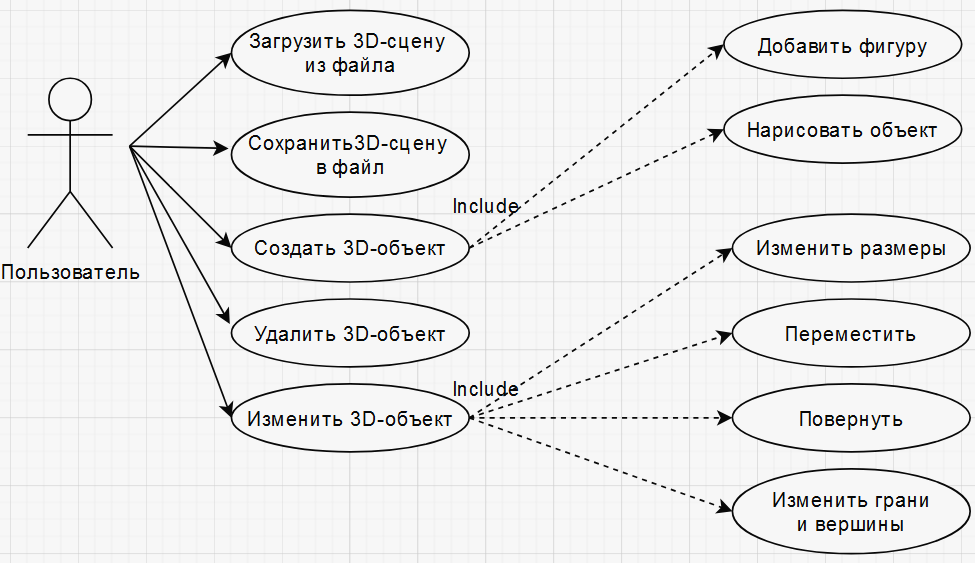 Загрузить 3D-сцену
из файла
Добавить фигуру
Сохранить3D-сцену
в файл
Нарисовать объект
Include
Создать 3D-объект
Изменить размеры
Пользователь
Удалить 3D-объект
Переместить
Include
Изменить 3D-объект
Повернуть
Изменить грани
и вершины